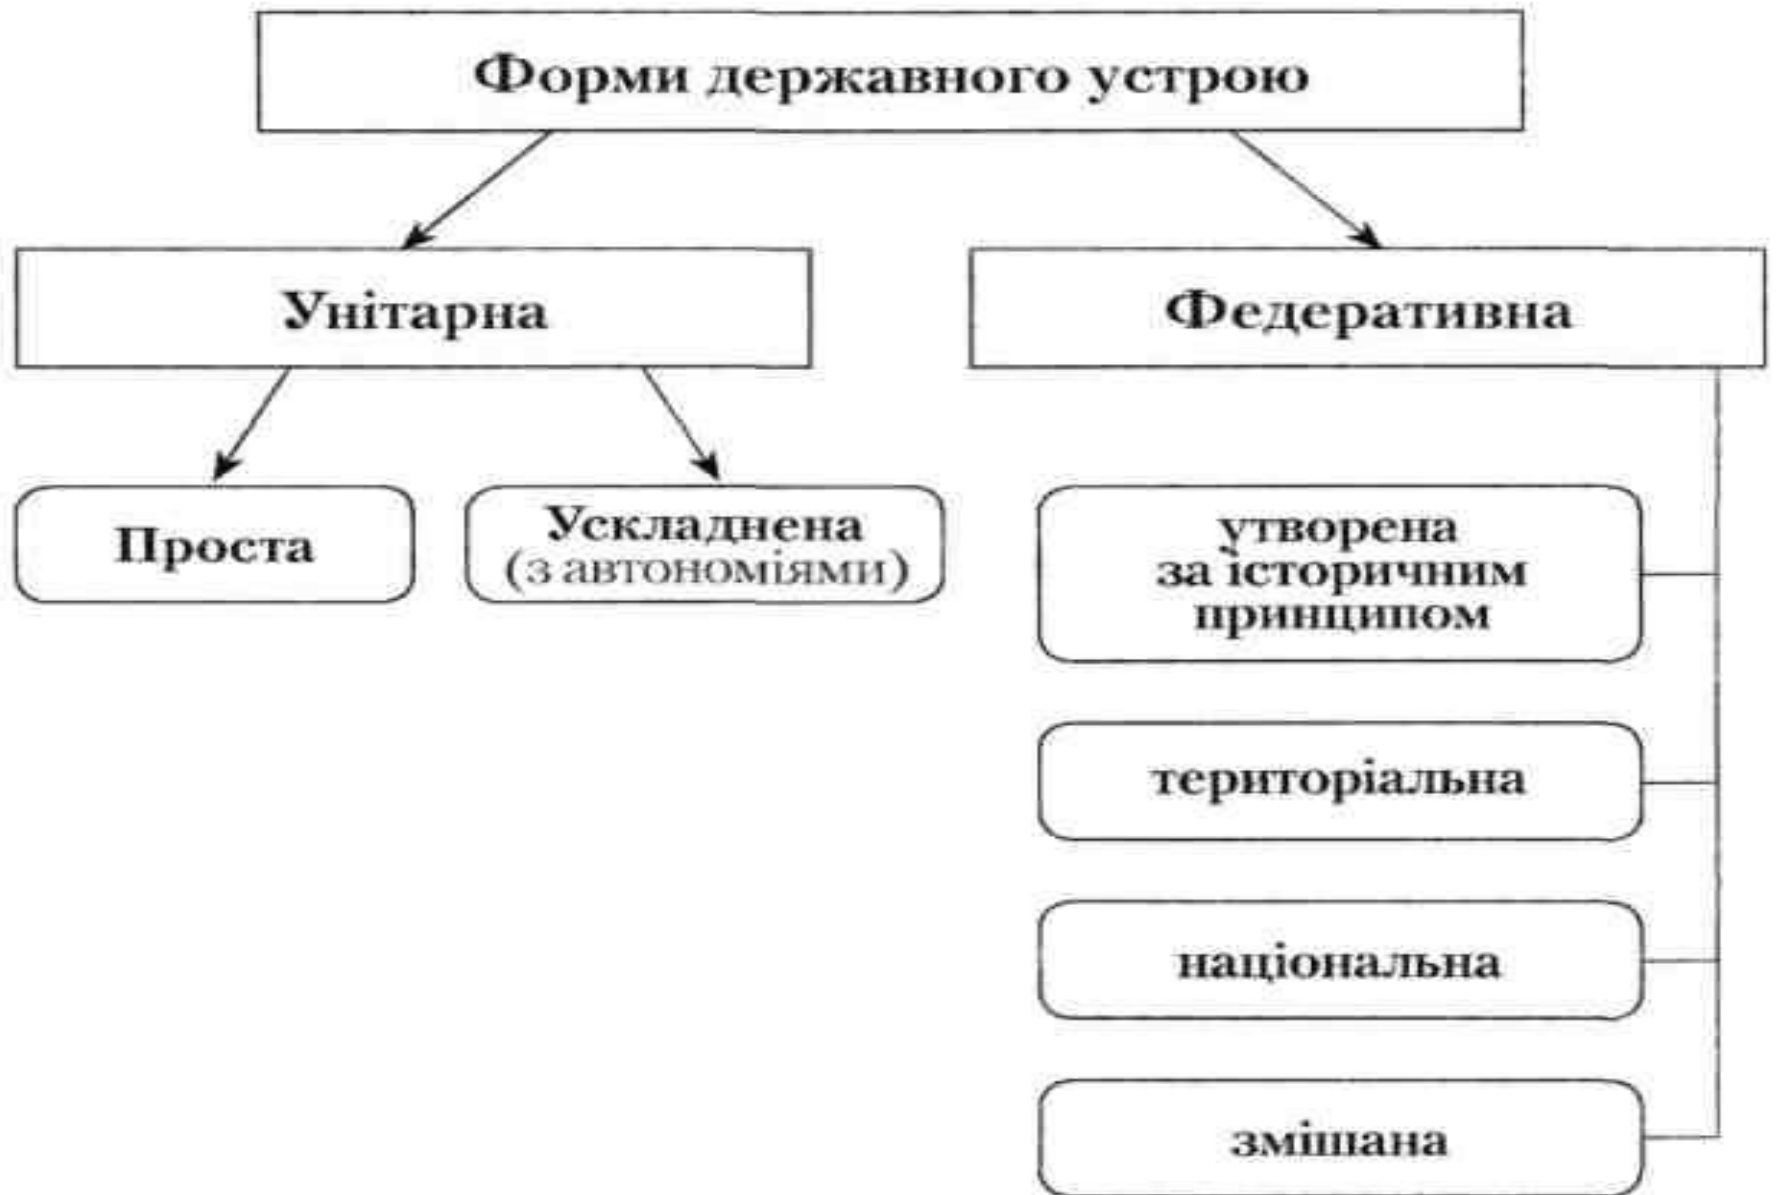 Форми державного устрою
Унітарна
Федеративна
Проста
Ускладнена
(з автономіями)
утворена
за історичним
принципом
територіальна
національна
змішана